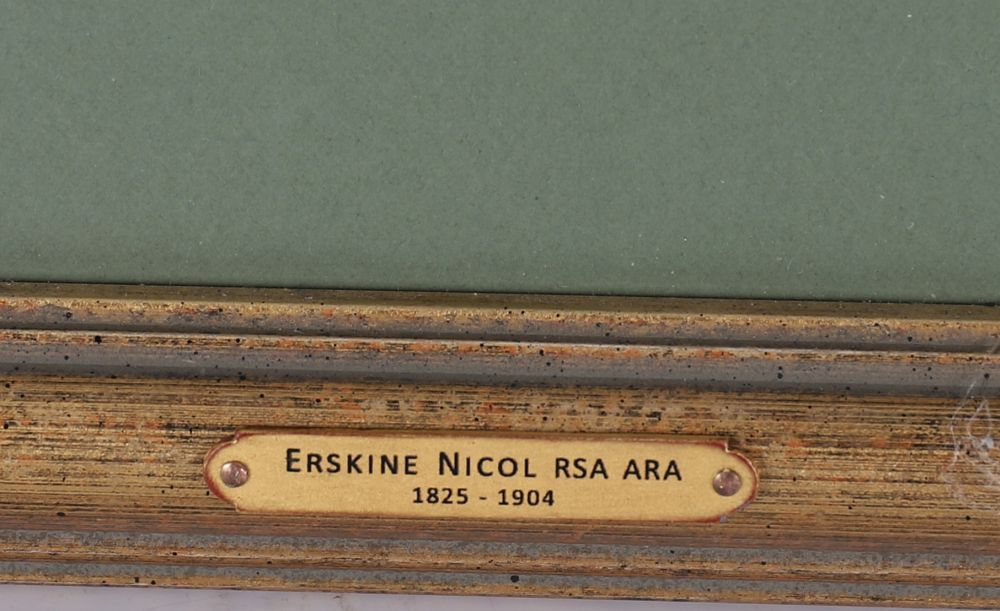 ERSKINE NICOL RSA ARA
1825 - 1904